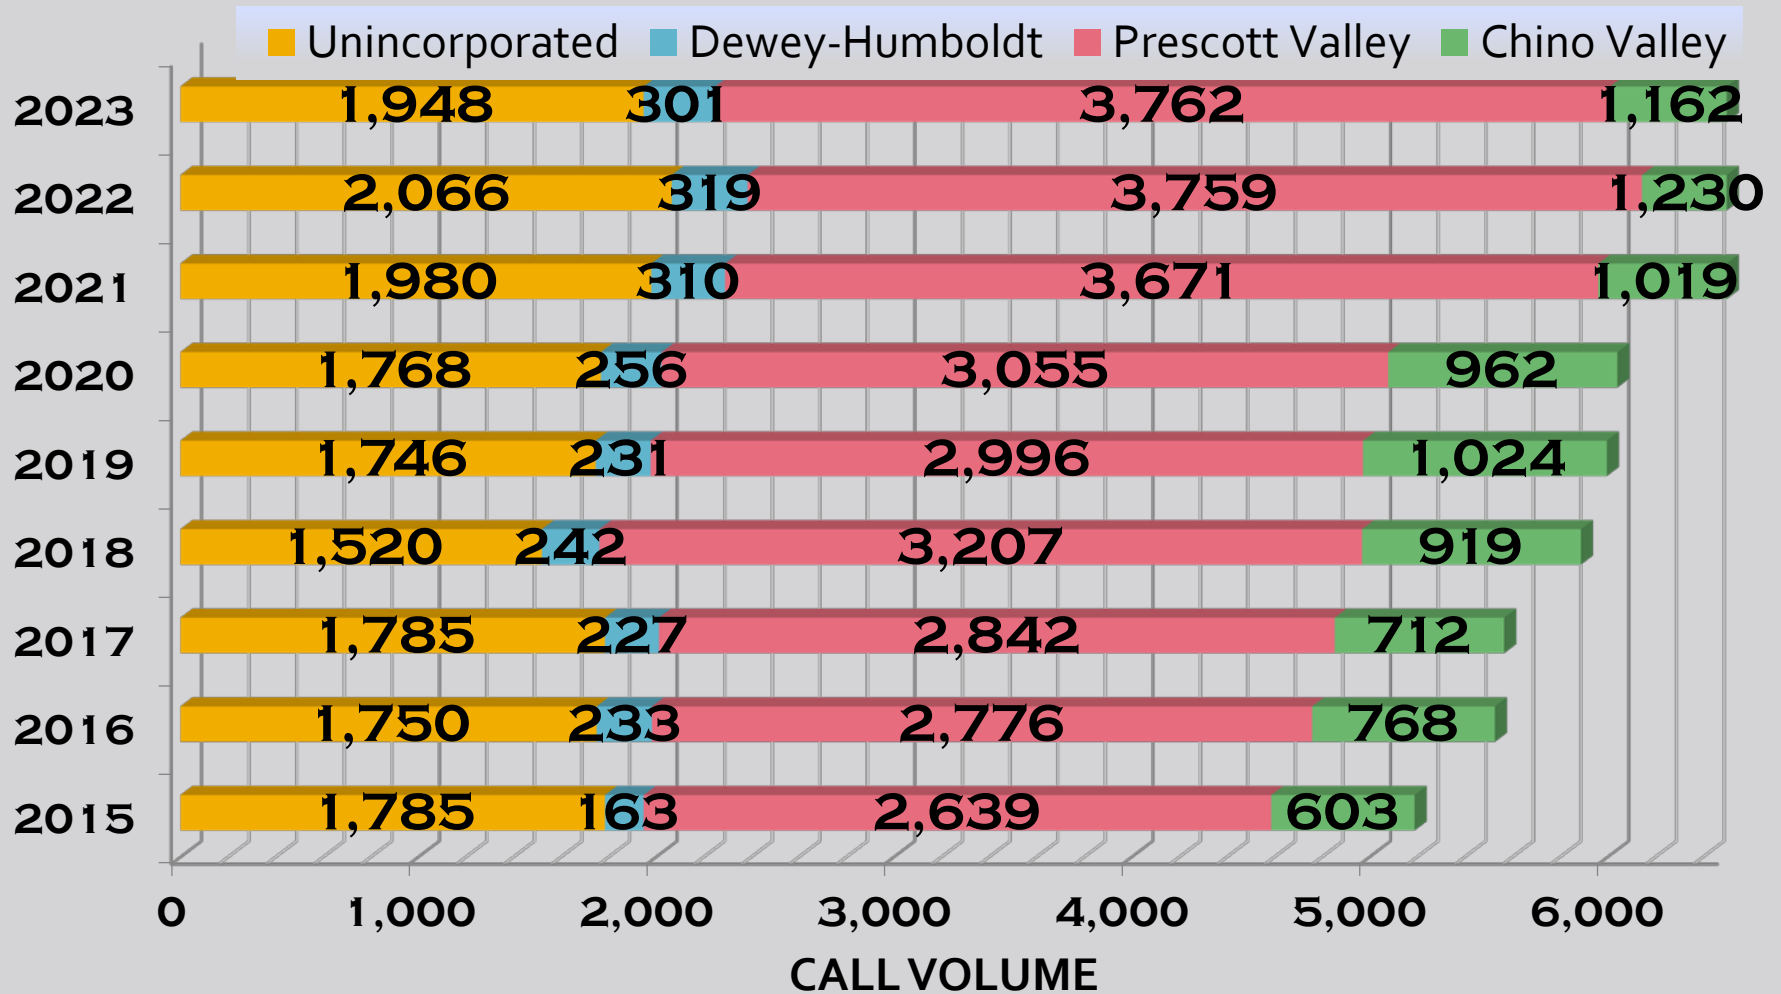 Unincorporated Dewey-Humboldt Prescott Valley Chino Valley
2023 1,948 301 3,762 1,162
2022 2,066 319 3,759 1,230
2021 1,980 310 3,671 1,019
2020 1,768 256 3,055 962
2019 1,746 231 2,996 1,024
2018 1,520 242 3,207 919
2017 1,785 227 2,842 712
2016 1,750 233 2,776 768
2015 1,785 163 2,639 603
0 1,000 2,000 3,000 4,000 5,000 6,000
CALL VOLUME